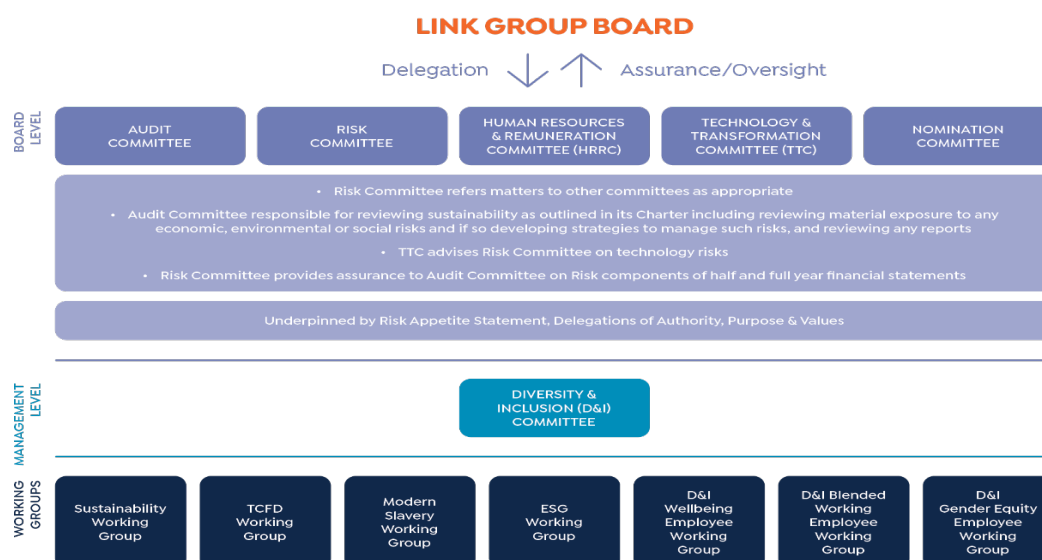 LINK GROUP BOARD
Delegation
Assurance/Oversight
BOARD
LEVEL
AUDIT
COMMITTEE
RISK
COMMITTEE
HUMAN RESOURCES
& REMUNERATION
COMMITTEE (HRRC)
TECHNOLOGY &
TRANSFORMATION
COMMITTEE (TTC)
NOMINATION
COMMITTEE
• Risk Committee refers matters to other committees as appropriate
• Audit Committee responsible for reviewing sustainability as outlined in its Charter including reviewing material exposure to any
economic, environmental or social risks and if so developing strategies to manage such risks, and reviewing any reports
• TTC advises Risk Committee on technology risks
• Risk Committee provides assurance to Audit Committee on Risk components of half and full year financial statements
Underpinned by Risk Appetite Statement, Delegations of Authority, Purpose & Values
MANAGEMENT
LEVEL
DIVERSITY &
INCLUSION (D&I)
COMMITTEE
WORKING
GROUPS
Sustainability
Working
Group
TCFD
Working
Group
Modern
Slavery
Working
Group
ESG
Working
Group
D&I
Wellbeing
Employee
Working
Group
D&I Blended
Working
Employee
Working
Group
D&I
Gender Equity
Employee
Working
Group